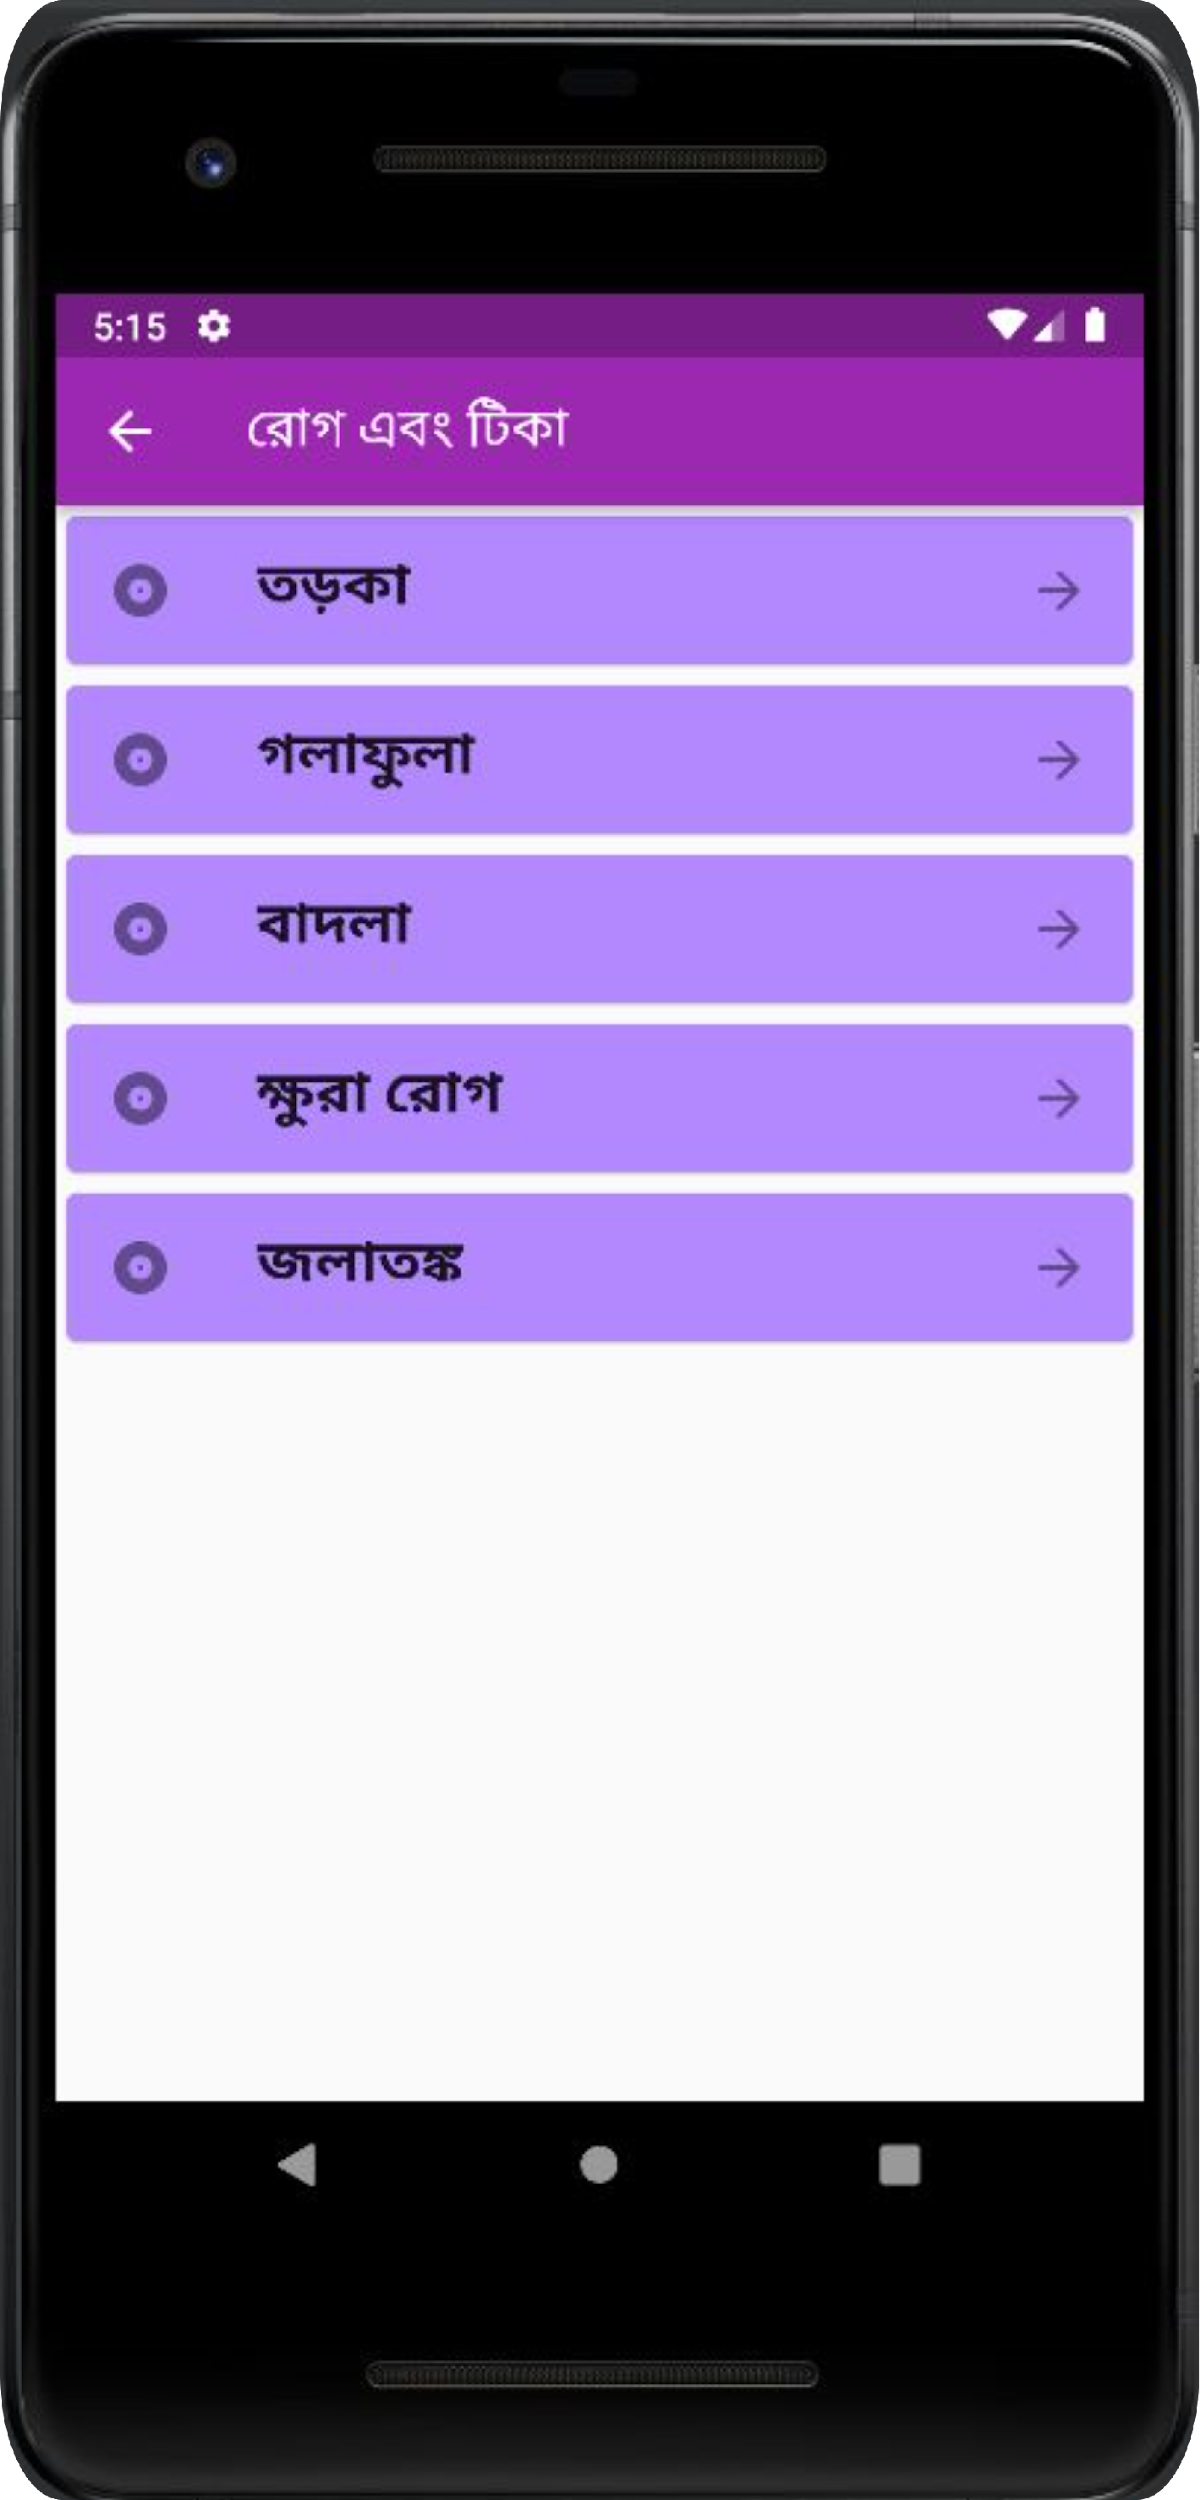 5:15
রোগ এবং টিকা
তড়কা
গলাফুলা
বাদলা
ক্ষুরা রোগ
জলাতঙ্ক